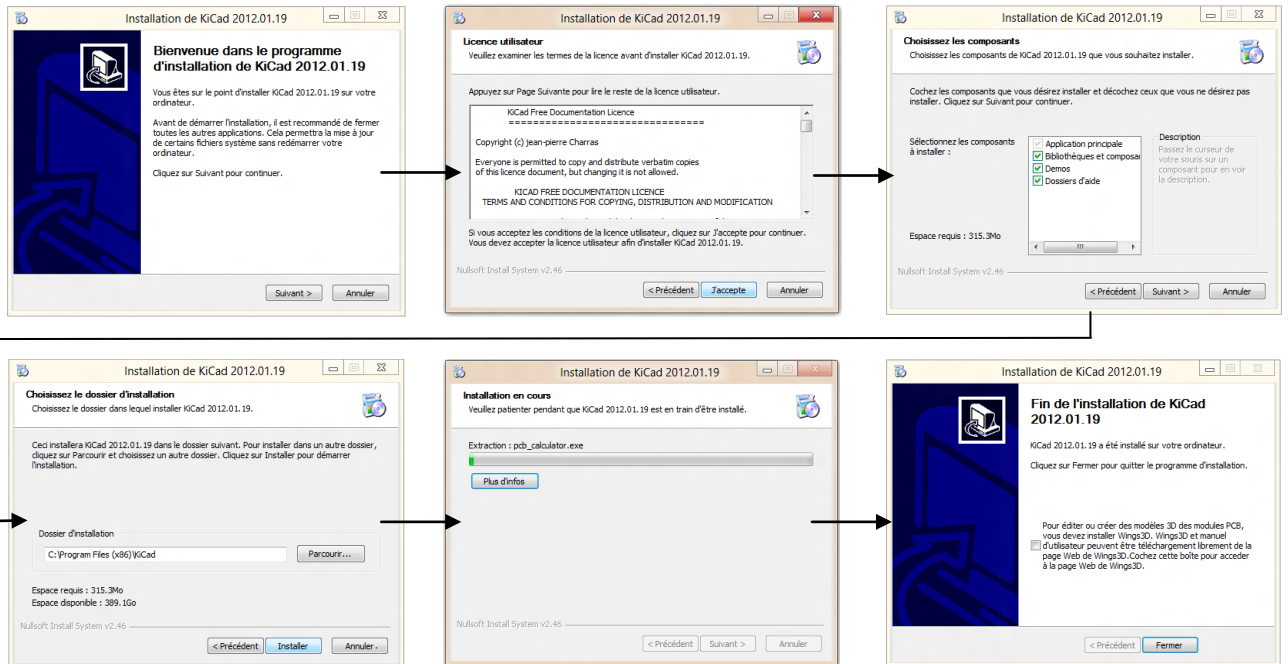 Installation de KiCad 2012.01.19
Bienvenue dans le programme
d'installation de KiCad 2012.01.19
Vous êtes sur le point d'installer KiCad 2012.01.19 sur votre
ordinateur.
Avant de démarrer l'installation, il est recommandé de fermer
toutes les autres applications. Cela permettra la mise à jour
de certains fichiers système sans redémarrer votre
ordinateur.
Cliquez sur Suivant pour continuer.
Suivant >
Annuler
Installation de KiCad 2012.01.19
Licence utilisateur
Veuillez examiner les termes de la licence avant d'installer KiCad 2012.01.19.
Appuyez sur Page Suivante pour lire le reste de la licence utilisateur.
KiCad Free Documentation Licence
=================================
Copyright (c) jean-pierre Charras
Everyone is permitted to copy and distribute verbatim copies
of this licence document, but changing it is not allowed.
KICAD FREE DOCUMENTATION LICENCE
TERMS AND CONDITIONS FOR COPYING, DISTRIBUTION AND MODIFICATION
Si vous acceptez les conditions de la licence utilisateur, cliquez sur J'accepte pour continuer.
Vous devez accepter la licence utilisateur afin d'installer KiCad 2012.01.19.
Nullsoft Install System v2.46
< Précédent
J'accepte
Annuler
Installation de KiCad 2012.01.19
Choisissez les composants
Choisissez les composants de KiCad 2012.01.19 que vous souhaitez installer.
Cochez les composants que vous désirez installer et décochez ceux que vous ne désirez pas
installer. Cliquez sur Suivant pour continuer.
Sélectionnez les composants
à installer :
Application principale
Bibliothèques et composan
Demos
Dossiers d'aide
Description
Passez le curseur de
votre souris sur un
composant pour en voir
la description.
Espace requis : 315.3Mo
Nullsoft Install System v2.46
< Précédent
Suivant >
Annuler
Installation de KiCad 2012.01.19
Choisissez le dossier d'installation
Choisissez le dossier dans lequel installer KiCad 2012.01.19.
Ceci installera KiCad 2012.01.19 dans le dossier suivant. Pour installer dans un autre dossier,
cliquez sur Parcourir et choisissez un autre dossier. Cliquez sur Installer pour démarrer
l'installation.
Dossier d'installation
C:\Program Files (x86)\KiCad
Parcourir...
Espace requis : 315.3Mo
Espace disponible : 389.1Go
Nullsoft Install System v2.46
< Précédent
Installer
Annuler
Installation de KiCad 2012.01.19
Installation en cours
Veuillez patienter pendant que KiCad 2012.01.19 est en train d'être installé.
Extraction : pcb_calculator.exe
Plus d'infos
Nullsoft Install System v2.46
< Précédent
Suivant >
Annuler
Installation de KiCad 2012.01.19
Fin de l'installation de KiCad
2012.01.19
KiCad 2012.01.19 a été installé sur votre ordinateur.
Cliquez sur Fermer pour quitter le programme d'installation.
Pour éditer ou créer des modèles 3D des modules PCB,
vous devez installer Wings3D. Wings3D et manuel
d'utilisateur peuvent être téléchargement librement de la
page Web de Wings3D.Cochez cette boîte pour acceder
à la page Web de Wings3D.
< Précédent
Fermer